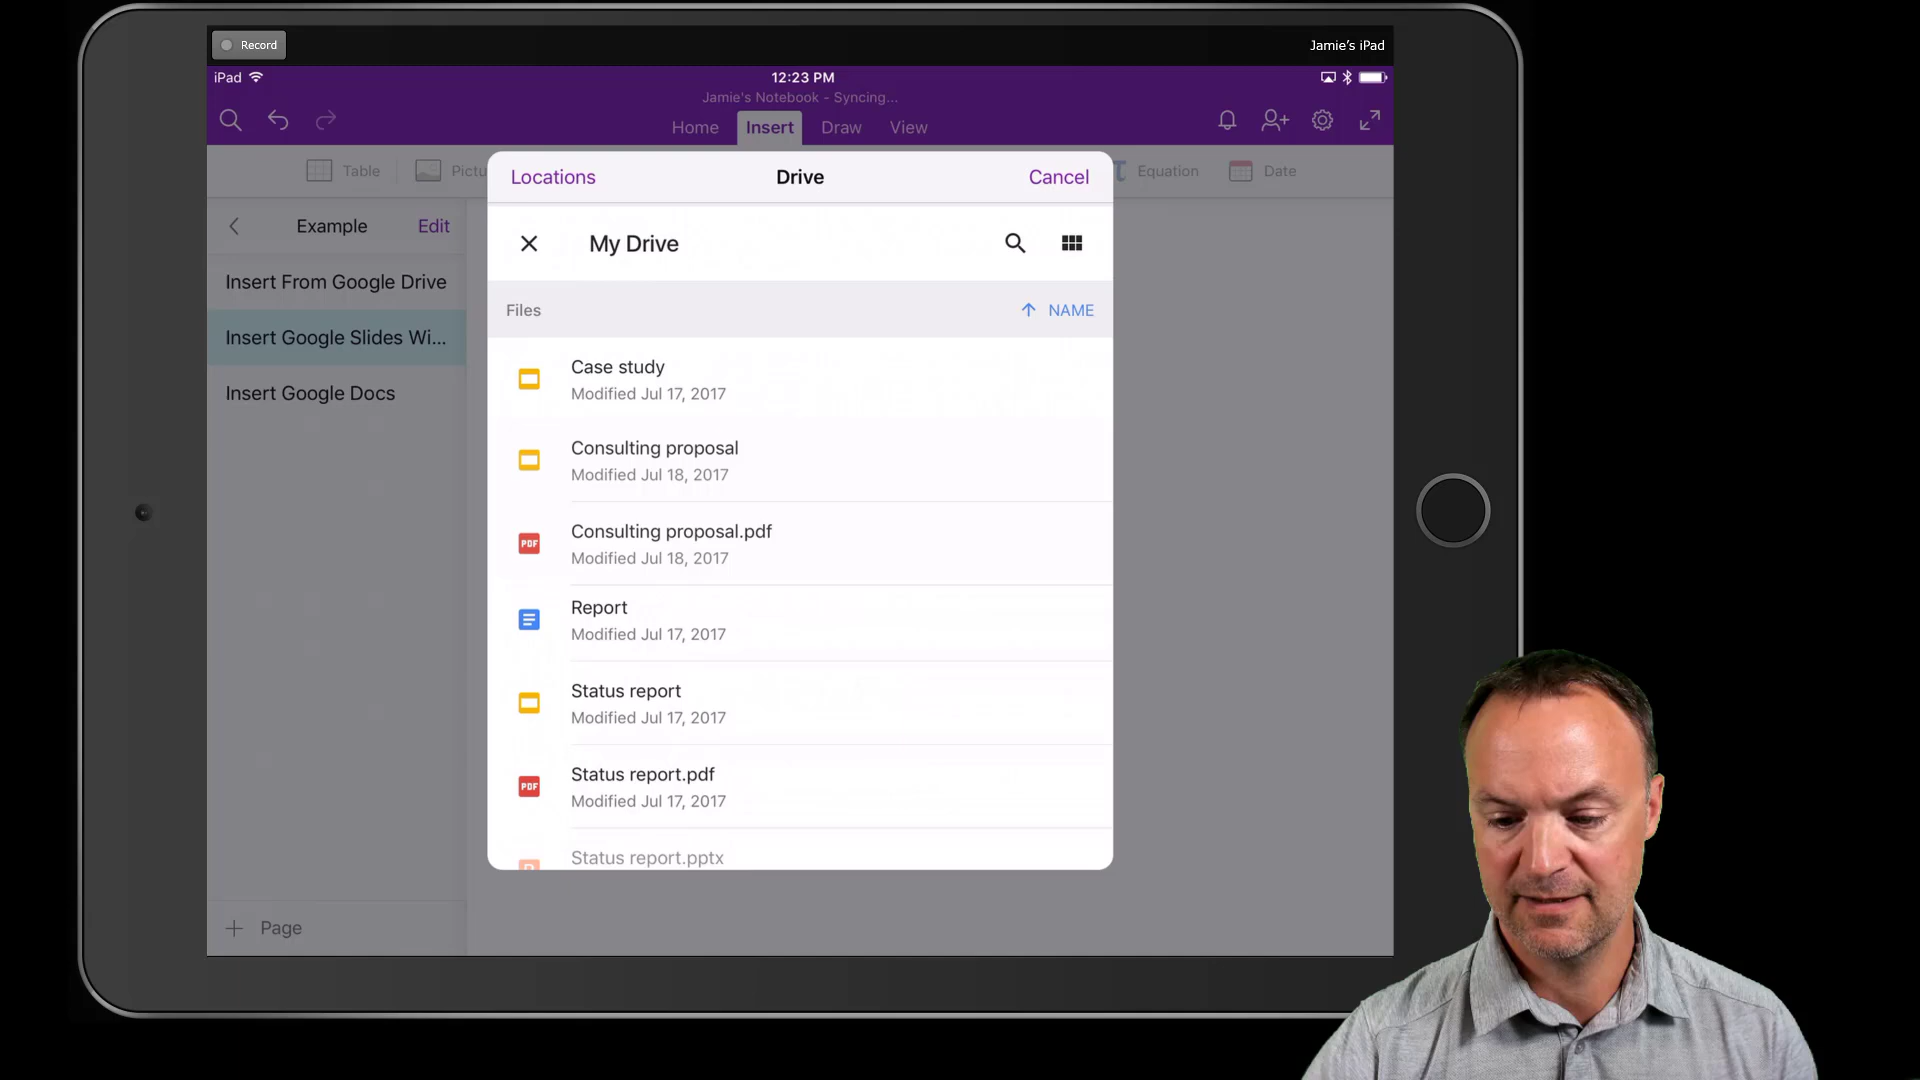 Record
Jamie's iPad
iPad
12:23 PM
Jamie's Notebook - Syncing...
Home
Insert
Draw
View
Table
Pictu
Equation
Date
Locations
Drive
Cancel
Example
Edit
My Drive
Insert From Google Drive
Files
NAME
Insert Google Slides Wi...
Insert Google Docs
Case study
Modified Jul 17, 2017
Consulting proposal
Modified Jul 18, 2017
PDF
Consulting proposal.pdf
Modified Jul 18, 2017
Report
Modified Jul 17, 2017
Status report
Modified Jul 17, 2017
PDF
Status report.pdf
Modified Jul 17, 2017
Status report.pptx
Page